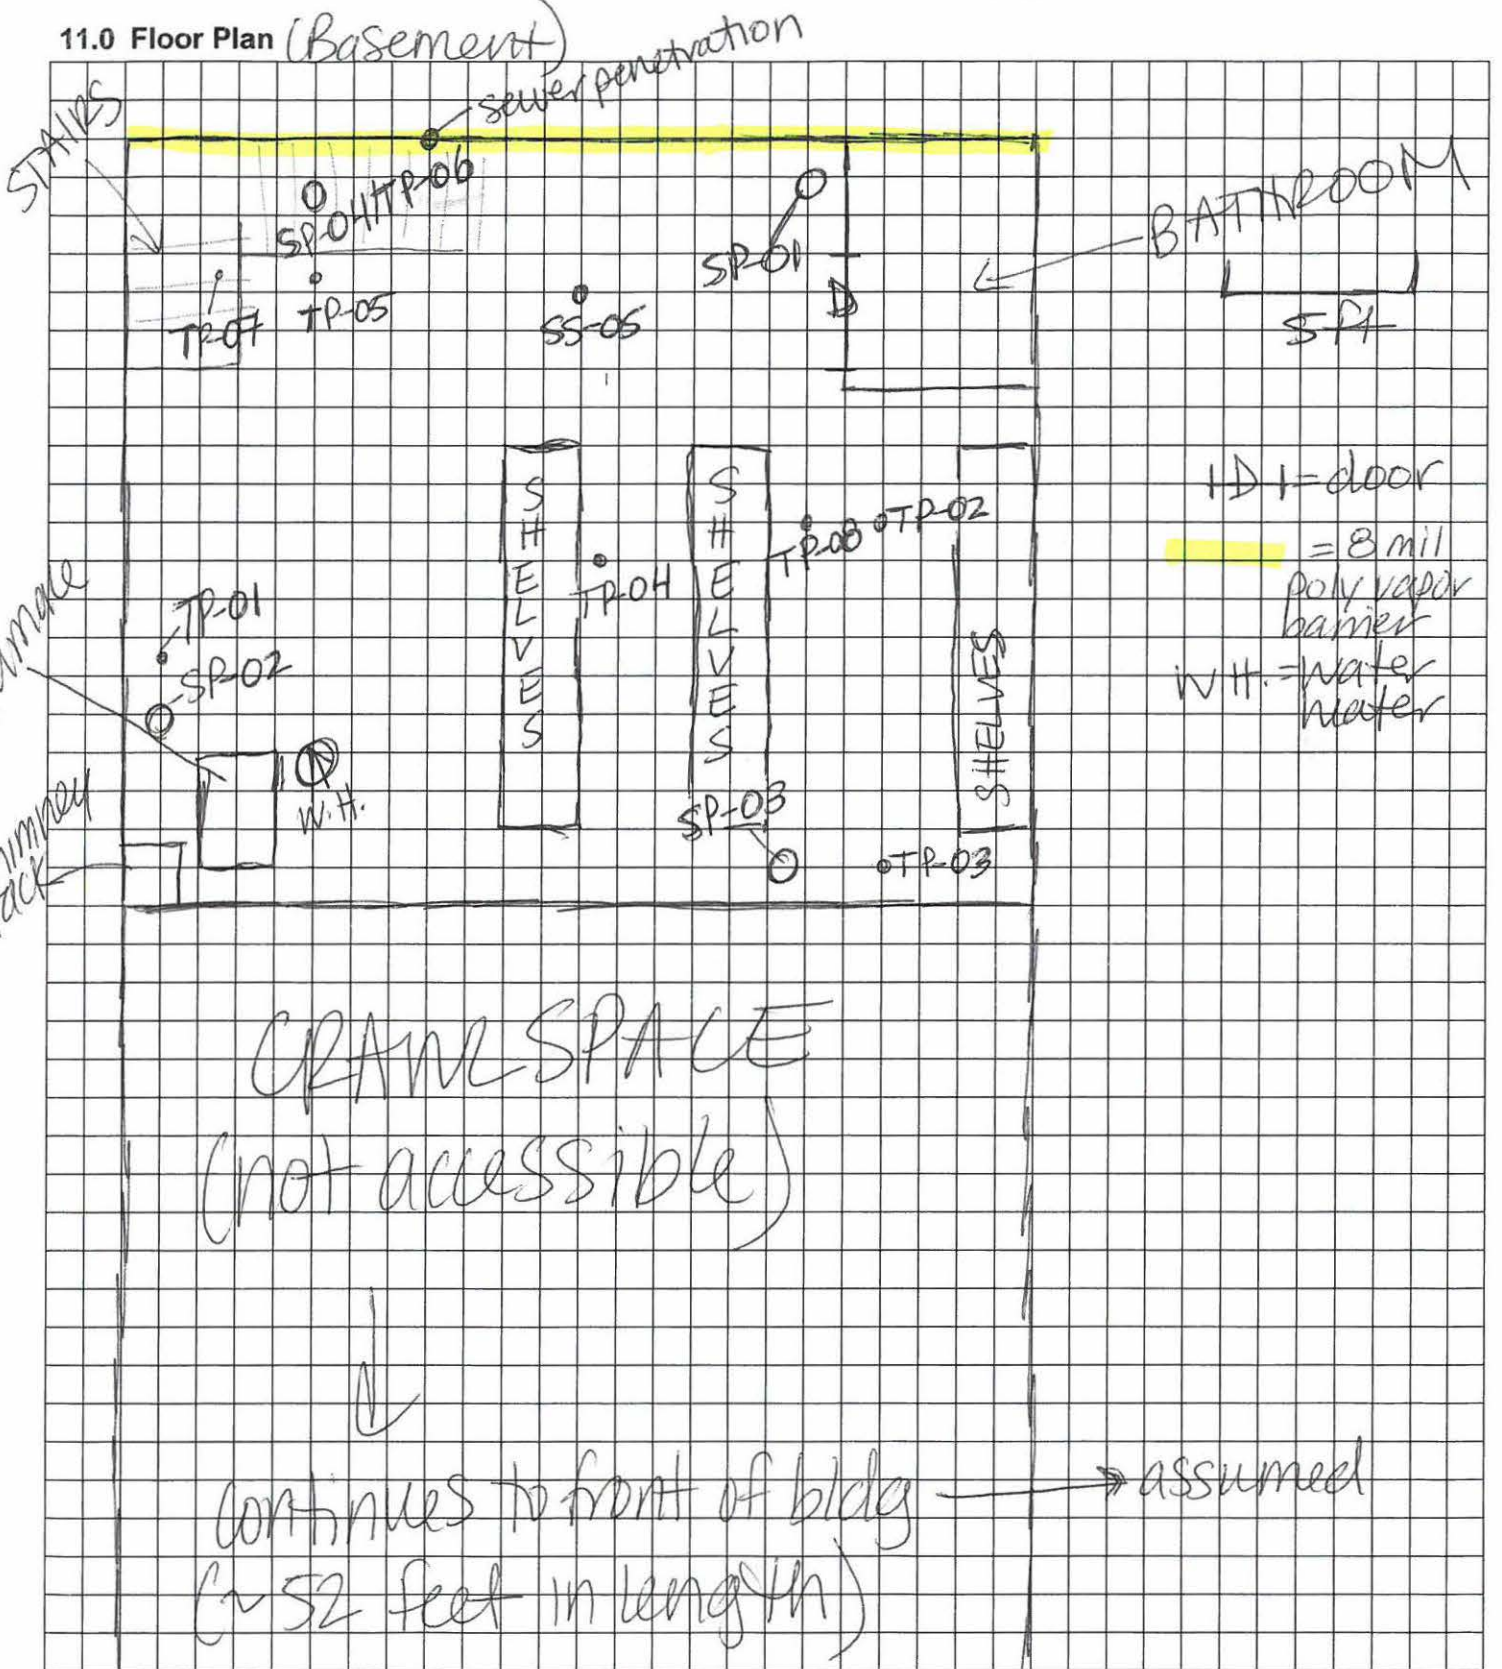 11.0 Floor Plan (Basement)
sewer penetration
STAIRS
SP-04
TP-06
SP-01
BATHROOM
D
TP-07
TP-05
SS-05
5 ft
SHELVES
SHELVES
SHELVES
TP-08
TP-02
TP-04
|D|=door
= 8 mil
poly vapor
barrier
W.H.=water
heater
TP-01
SP-02
W.H.
SP-03
TP-03
CRAWLSPACE
(not accessible)
continues to front of bldg
assumed
(~52 feet in length)